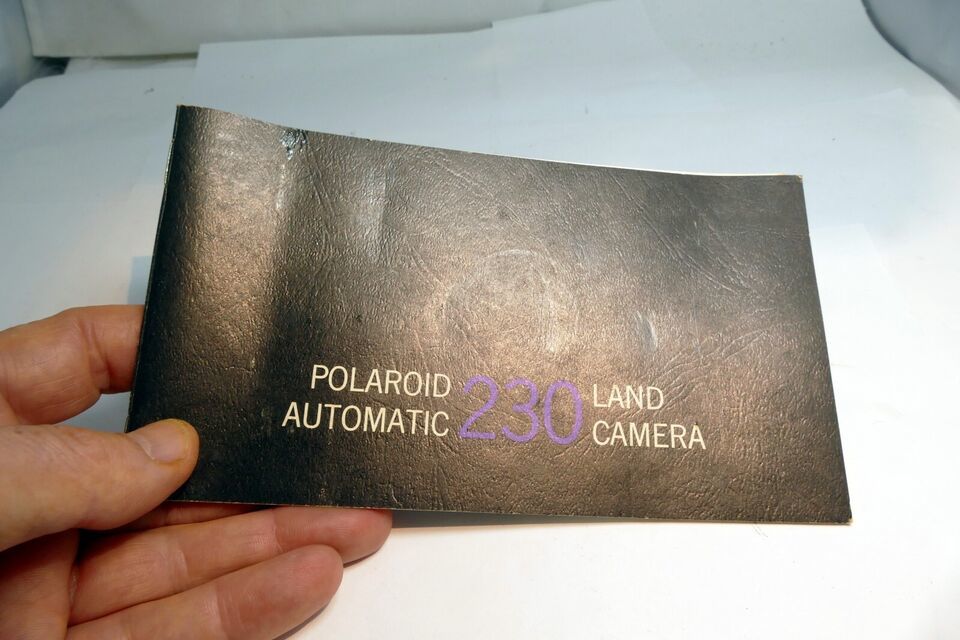 POLAROID
AUTOMATIC
230
LAND
CAMERA